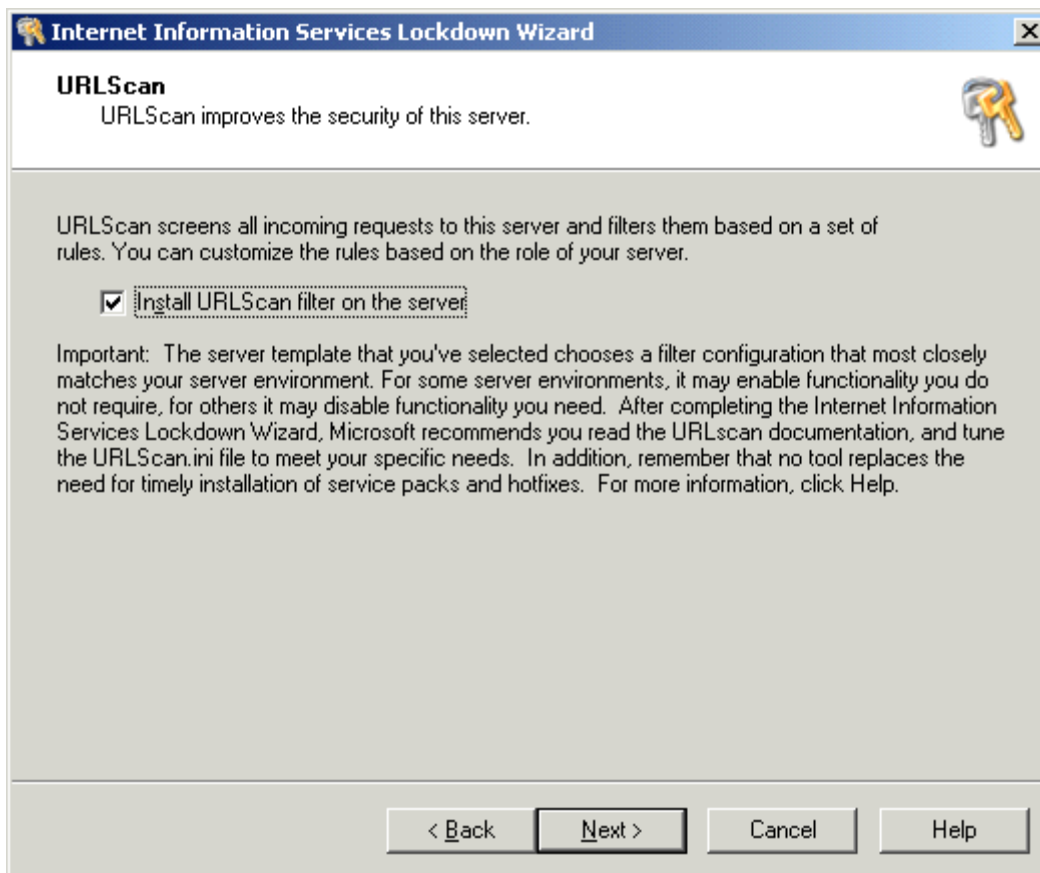 Internet Information Services Lockdown Wizard
URLScan
URLScan improves the security of this server.
URLScan screens all incoming requests to this server and filters them based on a set of
rules. You can customize the rules based on the role of your server.
Install URLScan filter on the server
Important:  The server template that you've selected chooses a filter configuration that most closely
matches your server environment. For some server environments, it may enable functionality you do
not require, for others it may disable functionality you need.  After completing the Internet Information
Services Lockdown Wizard, Microsoft recommends you read the URLscan documentation, and tune
the URLScan.ini file to meet your specific needs.  In addition, remember that no tool replaces the
need for timely installation of service packs and hotfixes.  For more information, click Help.
< Back Next > Cancel Help